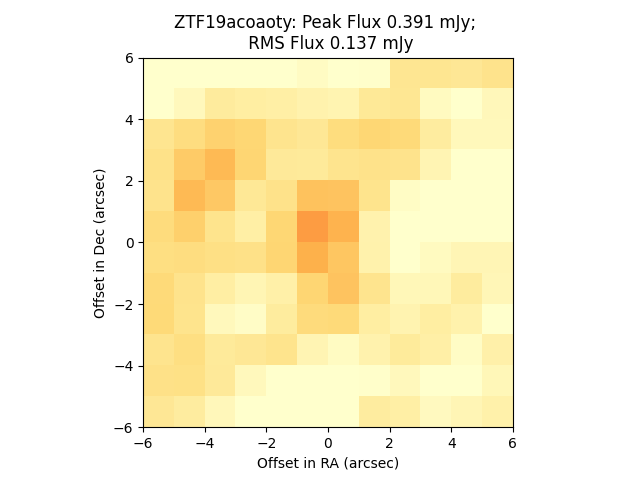 ZTF19acoaoty: Peak Flux 0.391 mJy;
RMS Flux 0.137 mJy
6
4
2
0
−2
−4
−6
Offset in Dec (arcsec)
−6 −4 −2 0 2 4 6
Offset in RA (arcsec)